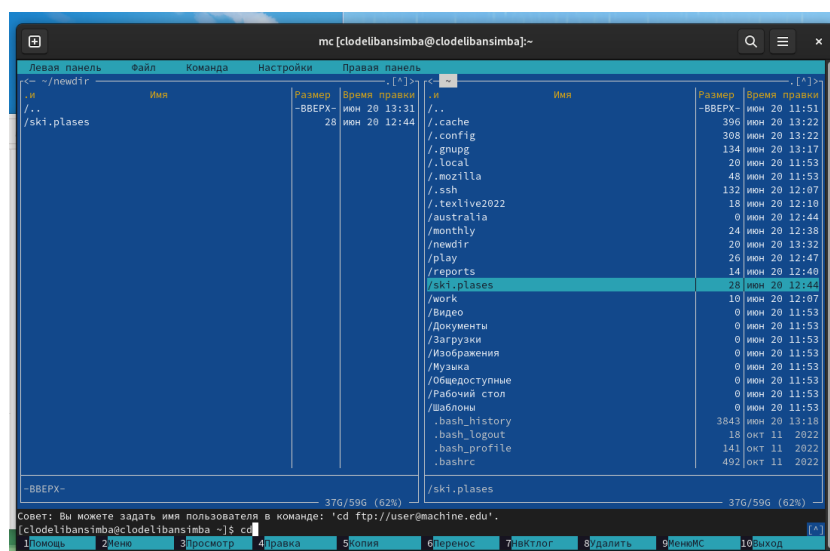 mc [clodelibansimba@clodelibansimba]:~
Левая панель Файл Команда Настройки Правая панель
<— ~/newdir .[^]>
.и Имя Размер Время правки
/.. -ВВЕРХ- июн 20 13:31
/ski.plases 28 июн 20 12:44
-ВВЕРХ-
37G/59G (62%)
<— ~ .[^]>
.и Имя Размер Время правки
/.. -ВВЕРХ- июн 20 11:51
/.cache 396 июн 20 13:22
/.config 308 июн 20 13:22
/.gnupg 134 июн 20 13:17
/.local 20 июн 20 11:53
/.mozilla 48 июн 20 11:53
/.ssh 132 июн 20 12:07
/.texlive2022 18 июн 20 12:10
/australia 0 июн 20 12:44
/monthly 24 июн 20 12:38
/newdir 20 июн 20 13:32
/play 26 июн 20 12:47
/reports 14 июн 20 12:40
/ski.plases 28 июн 20 12:44
/work 10 июн 20 12:07
/Видео 0 июн 20 11:53
/Документы 0 июн 20 11:53
/Загрузки 0 июн 20 11:53
/Изображения 0 июн 20 11:53
/Музыка 0 июн 20 11:53
/Общедоступные 0 июн 20 11:53
/Рабочий стол 0 июн 20 11:53
/Шаблоны 0 июн 20 11:53
.bash_history 3843 июн 20 13:18
.bash_logout 18 окт 11 2022
.bash_profile 141 окт 11 2022
.bashrc 492 окт 11 2022
/ski.plases
37G/59G (62%)
Совет: Вы можете задать имя пользователя в команде: 'cd ftp://user@machine.edu'.
[clodelibansimba@clodelibansimba ~]$ cd [^]
1Помощь 2Меню 3Просмотр 4Правка 5Копия 6Перенос 7НвКтлог 8Удалить 9МенюMC 10Выход